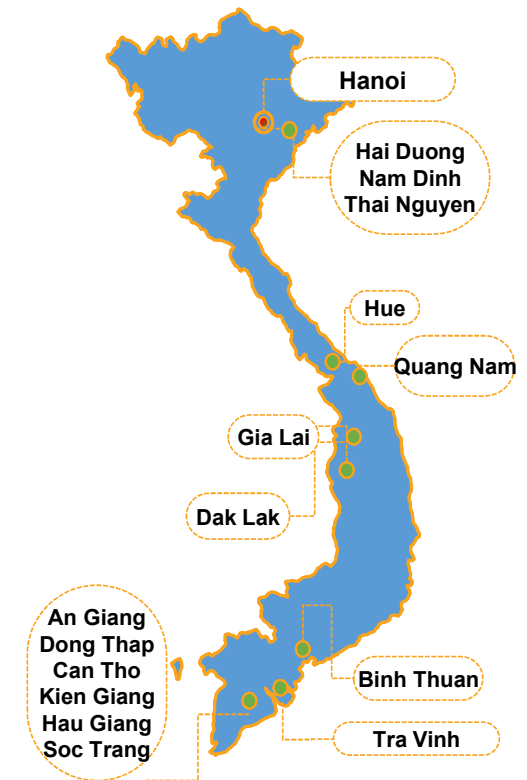 Hanoi
Hai Duong
Nam Dinh
Thai Nguyen
Hue
Quang Nam
Gia Lai
Dak Lak
An Giang
Dong Thap
Can Tho
Kien Giang
Hau Giang
Soc Trang
Binh Thuan
Tra Vinh